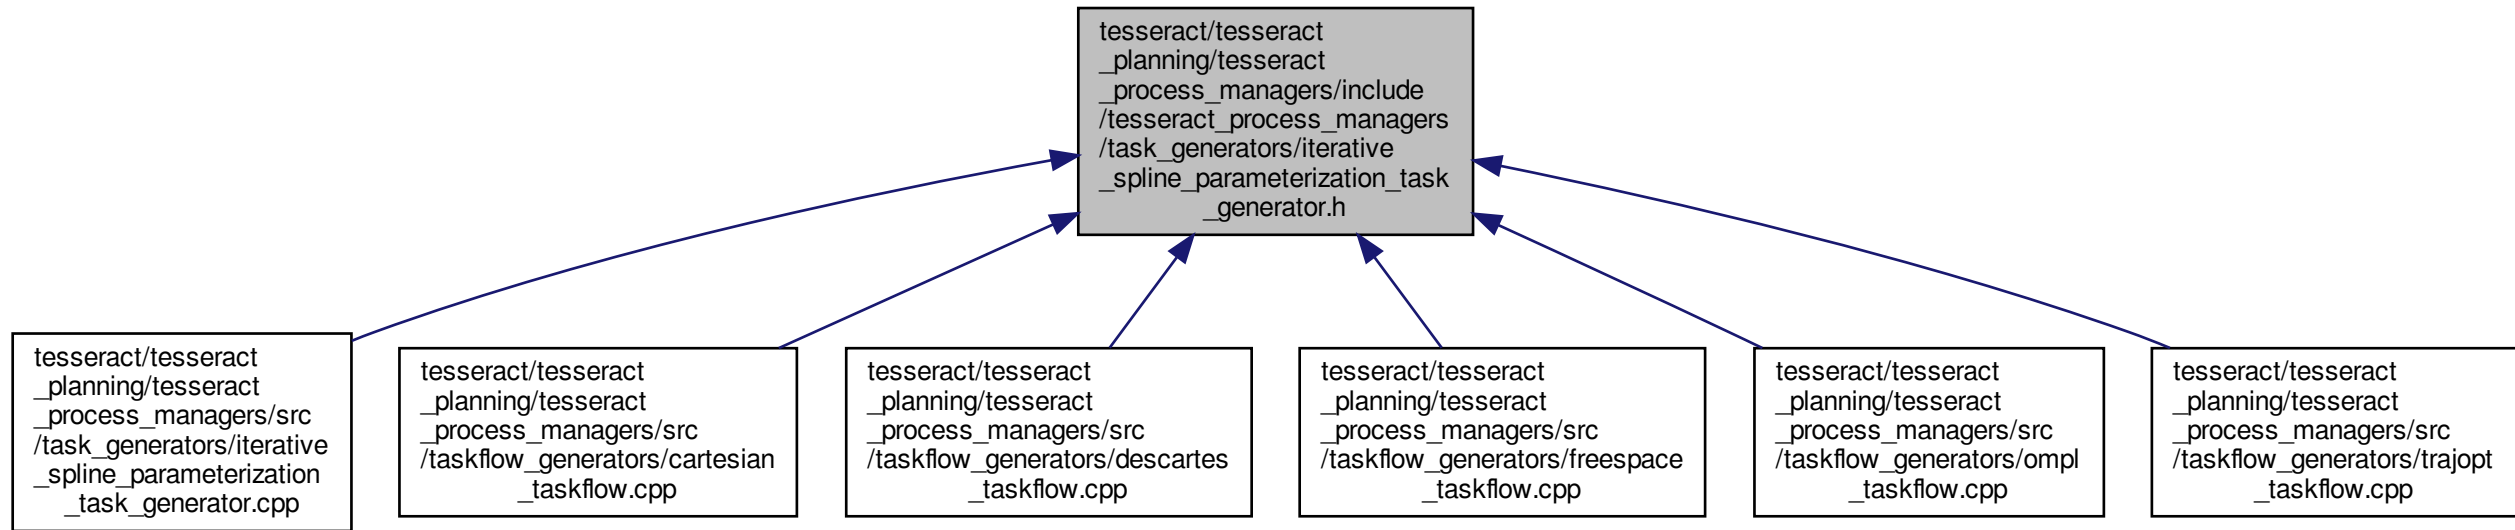 tesseract/tesseract
_planning/tesseract
_process_managers/include
/tesseract_process_managers
/task_generators/iterative
_spline_parameterization_task
_generator.h
tesseract/tesseract
_planning/tesseract
_process_managers/src
/task_generators/iterative
_spline_parameterization
_task_generator.cpp
tesseract/tesseract
_planning/tesseract
_process_managers/src
/taskflow_generators/cartesian
_taskflow.cpp
tesseract/tesseract
_planning/tesseract
_process_managers/src
/taskflow_generators/descartes
_taskflow.cpp
tesseract/tesseract
_planning/tesseract
_process_managers/src
/taskflow_generators/freespace
_taskflow.cpp
tesseract/tesseract
_planning/tesseract
_process_managers/src
/taskflow_generators/ompl
_taskflow.cpp
tesseract/tesseract
_planning/tesseract
_process_managers/src
/taskflow_generators/trajopt
_taskflow.cpp